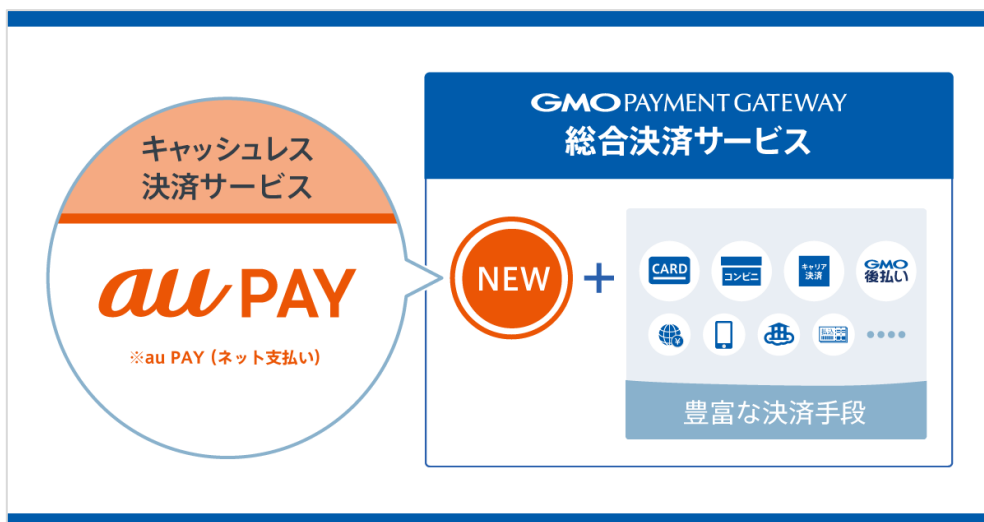 キャッシュレス
決済サービス
au PAY
※au PAY（ネット支払い）
GMO PAYMENT GATEWAY
総合決済サービス
NEW
+
CARD
コンビニ
キャリア
決済
GMO
後払い
豊富な決済手段